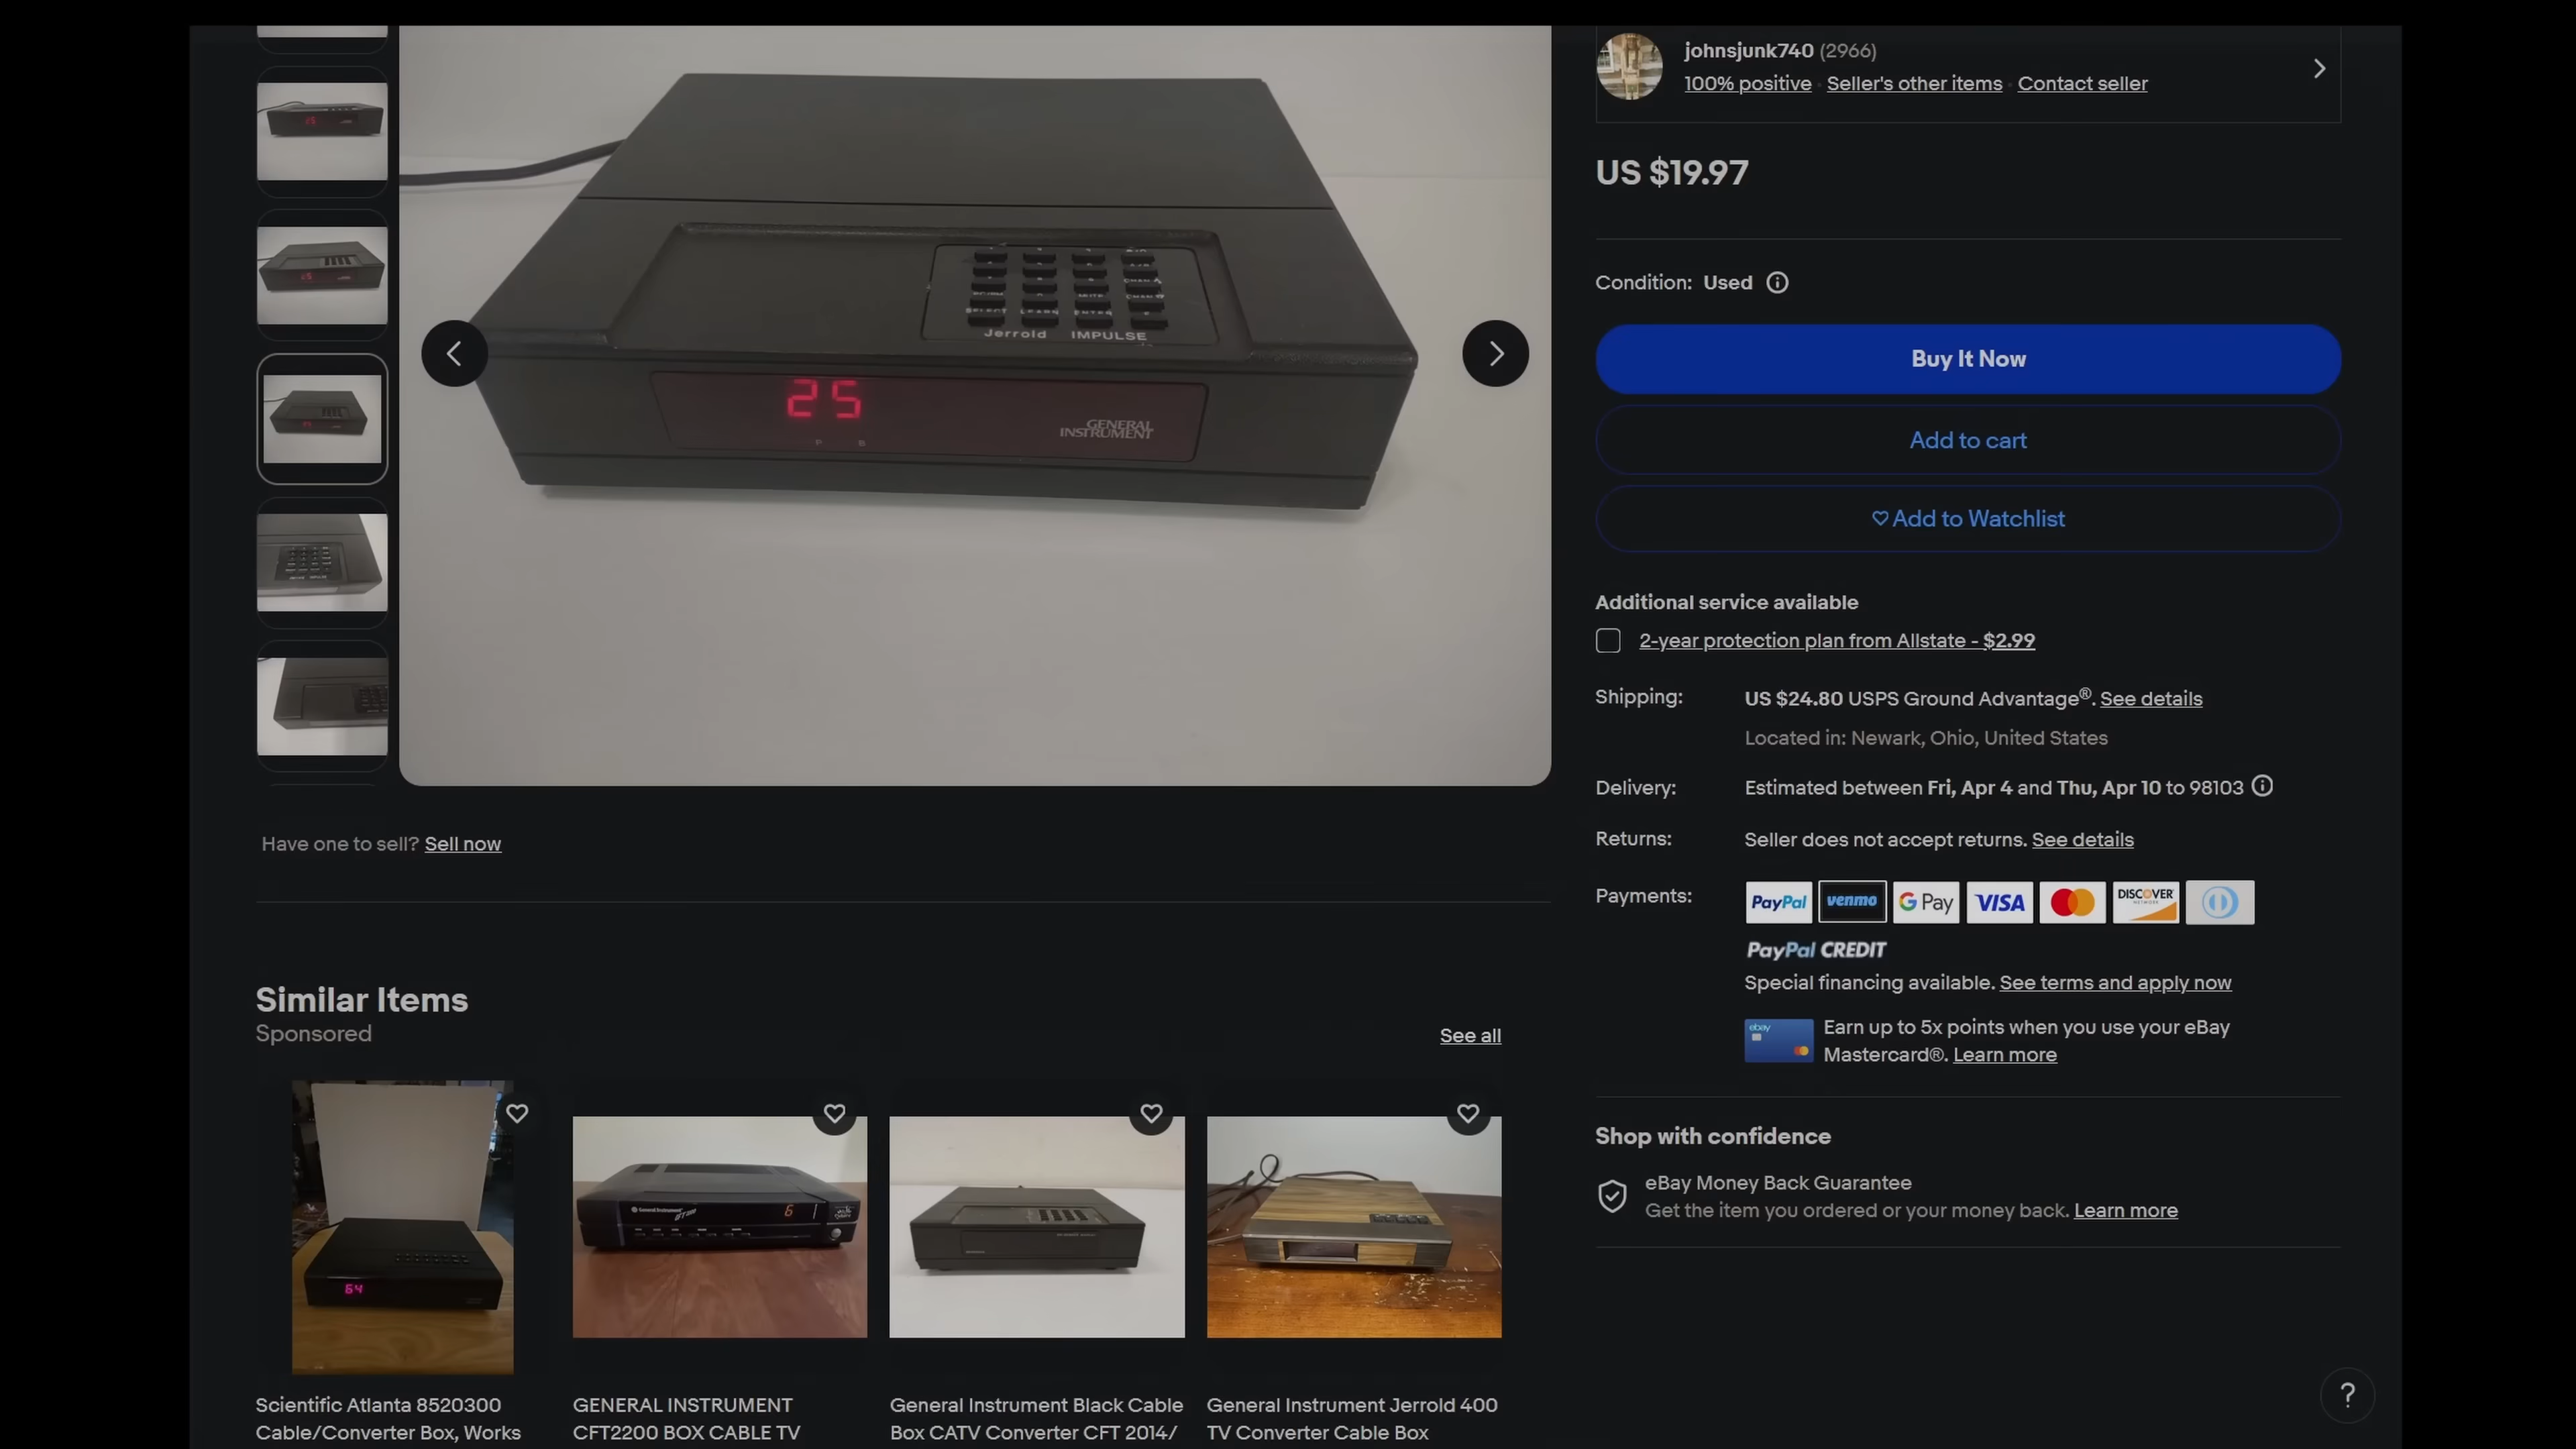 johnsjunk740 (2966)
100% positive · Seller's other items · Contact seller
US $19.97
Condition: Used
Buy It Now
Add to cart
Add to Watchlist
Additional service available
2-year protection plan from Allstate - $2.99
Shipping: US $24.80 USPS Ground Advantage®. See details
Located in: Newark, Ohio, United States
Delivery: Estimated between Fri, Apr 4 and Thu, Apr 10 to 98103
Returns: Seller does not accept returns. See details
Payments: PayPal venmo G Pay VISA DISCOVER
PayPal CREDIT
Special financing available. See terms and apply now
ebay
Earn up to 5x points when you use your eBay
Mastercard®. Learn more
Shop with confidence
eBay Money Back Guarantee
Get the item you ordered or your money back. Learn more
SELECT LEARN ENTER
Jerrold IMPULSE
25
P B
GENERAL
INSTRUMENT
Have one to sell? Sell now
Similar Items
Sponsored
See all
64
General Instrument
6
Scientific Atlanta 8520300
Cable/Converter Box, Works
GENERAL INSTRUMENT
CFT2200 BOX CABLE TV
General Instrument Black Cable
Box CATV Converter CFT 2014/
General Instrument Jerrold 400
TV Converter Cable Box
?